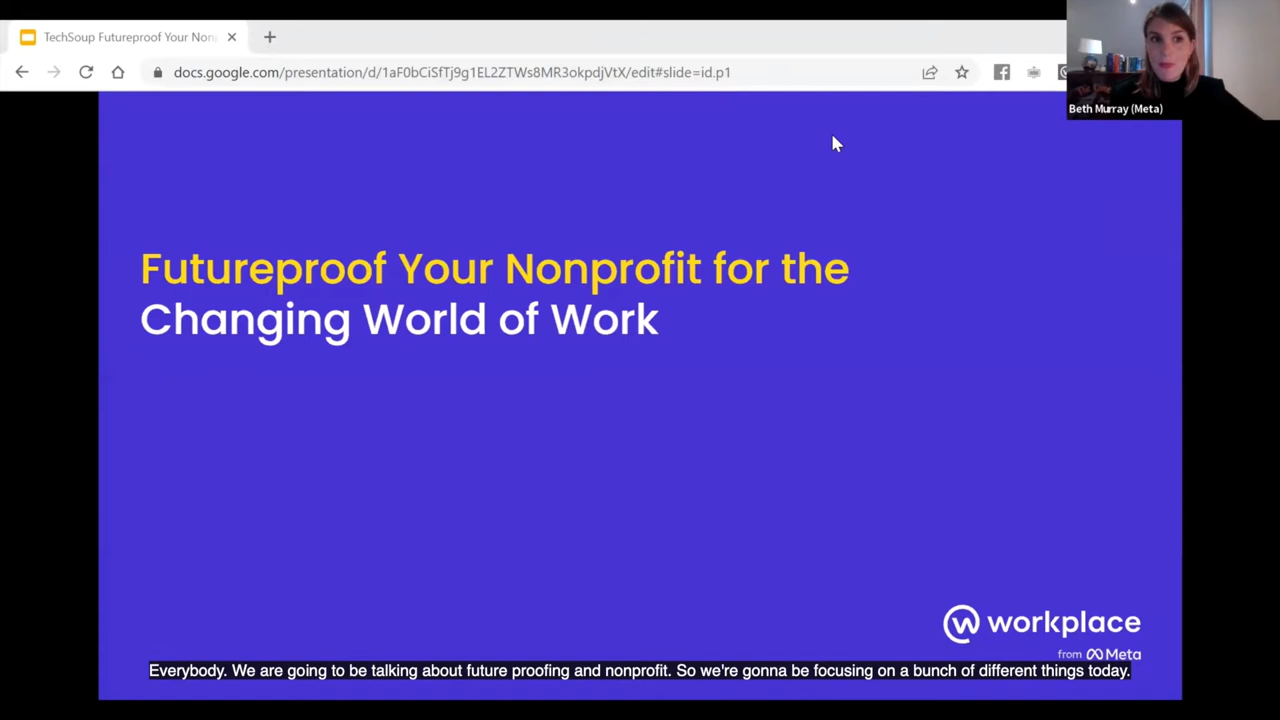 TechSoup Futureproof Your Non
docs.google.com/presentation/d/1aF0bCiSfTj9g1EL2ZTWs8MR3okpdjVtX/edit#slide=id.p1
Beth Murray (Meta)
Futureproof Your Nonprofit for the
Changing World of Work
workplace
from Meta
Everybody. We are going to be talking about future proofing and nonprofit. So we're gonna be focusing on a bunch of different things today.